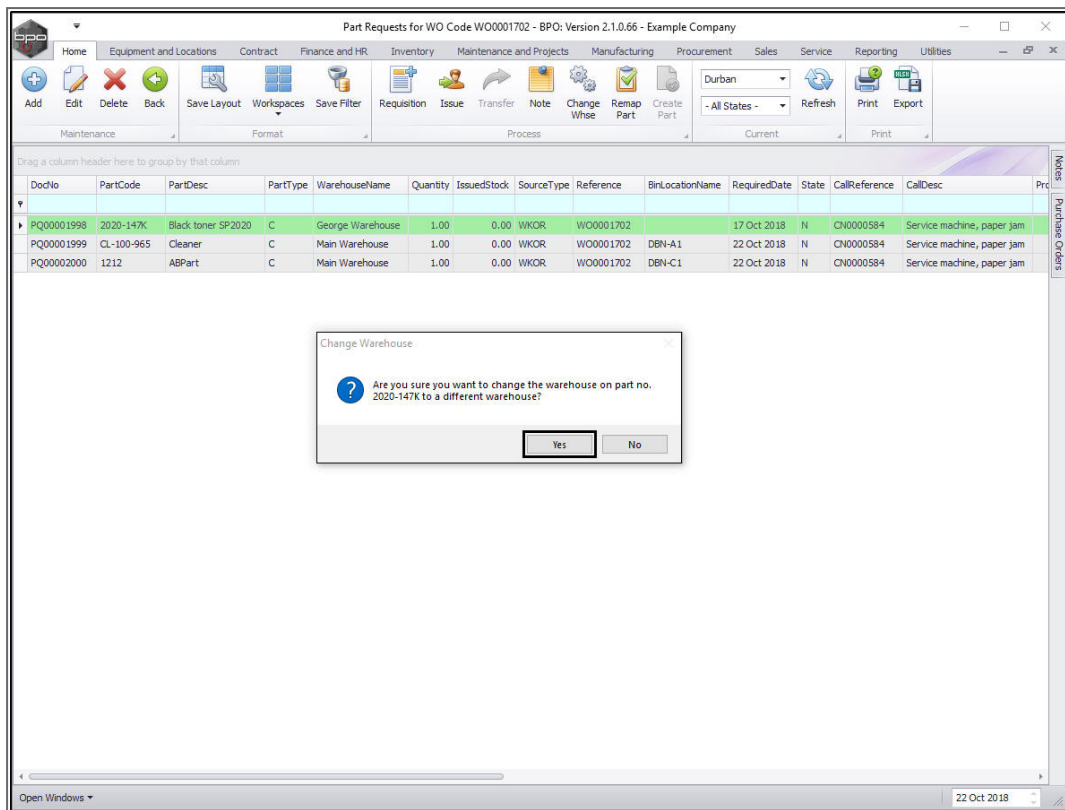 bpo
Part Requests for WO Code WO0001702 - BPO: Version 2.1.0.66 - Example Company
Home Equipment and Locations Contract Finance and HR Inventory Maintenance and Projects Manufacturing Procurement Sales Service Reporting Utilities
Add Edit Delete Back Save Layout Workspaces Save Filter Requisition Issue Transfer Note Change Whse Remap Part Create Part Durban - All States - Refresh Print Export
Maintenance Format Process Current Print
Drag a column header here to group by that column
DocNo PartCode PartDesc PartType WarehouseName Quantity IssuedStock SourceType Reference BinLocationName RequiredDate State CallReference CallDesc Pro
PQ00001998 2020-147K Black toner SP2020 C George Warehouse 1.00 0.00 WKOR WO0001702 17 Oct 2018 N CN0000584 Service machine, paper jam
PQ00001999 CL-100-965 Cleaner C Main Warehouse 1.00 0.00 WKOR WO0001702 DBN-A1 22 Oct 2018 N CN0000584 Service machine, paper jam
PQ00002000 1212 ABPart C Main Warehouse 1.00 0.00 WKOR WO0001702 DBN-C1 22 Oct 2018 N CN0000584 Service machine, paper jam
Notes
Purchase Orders
Change Warehouse
Are you sure you want to change the warehouse on part no.
2020-147K to a different warehouse?
Yes No
Open Windows 22 Oct 2018